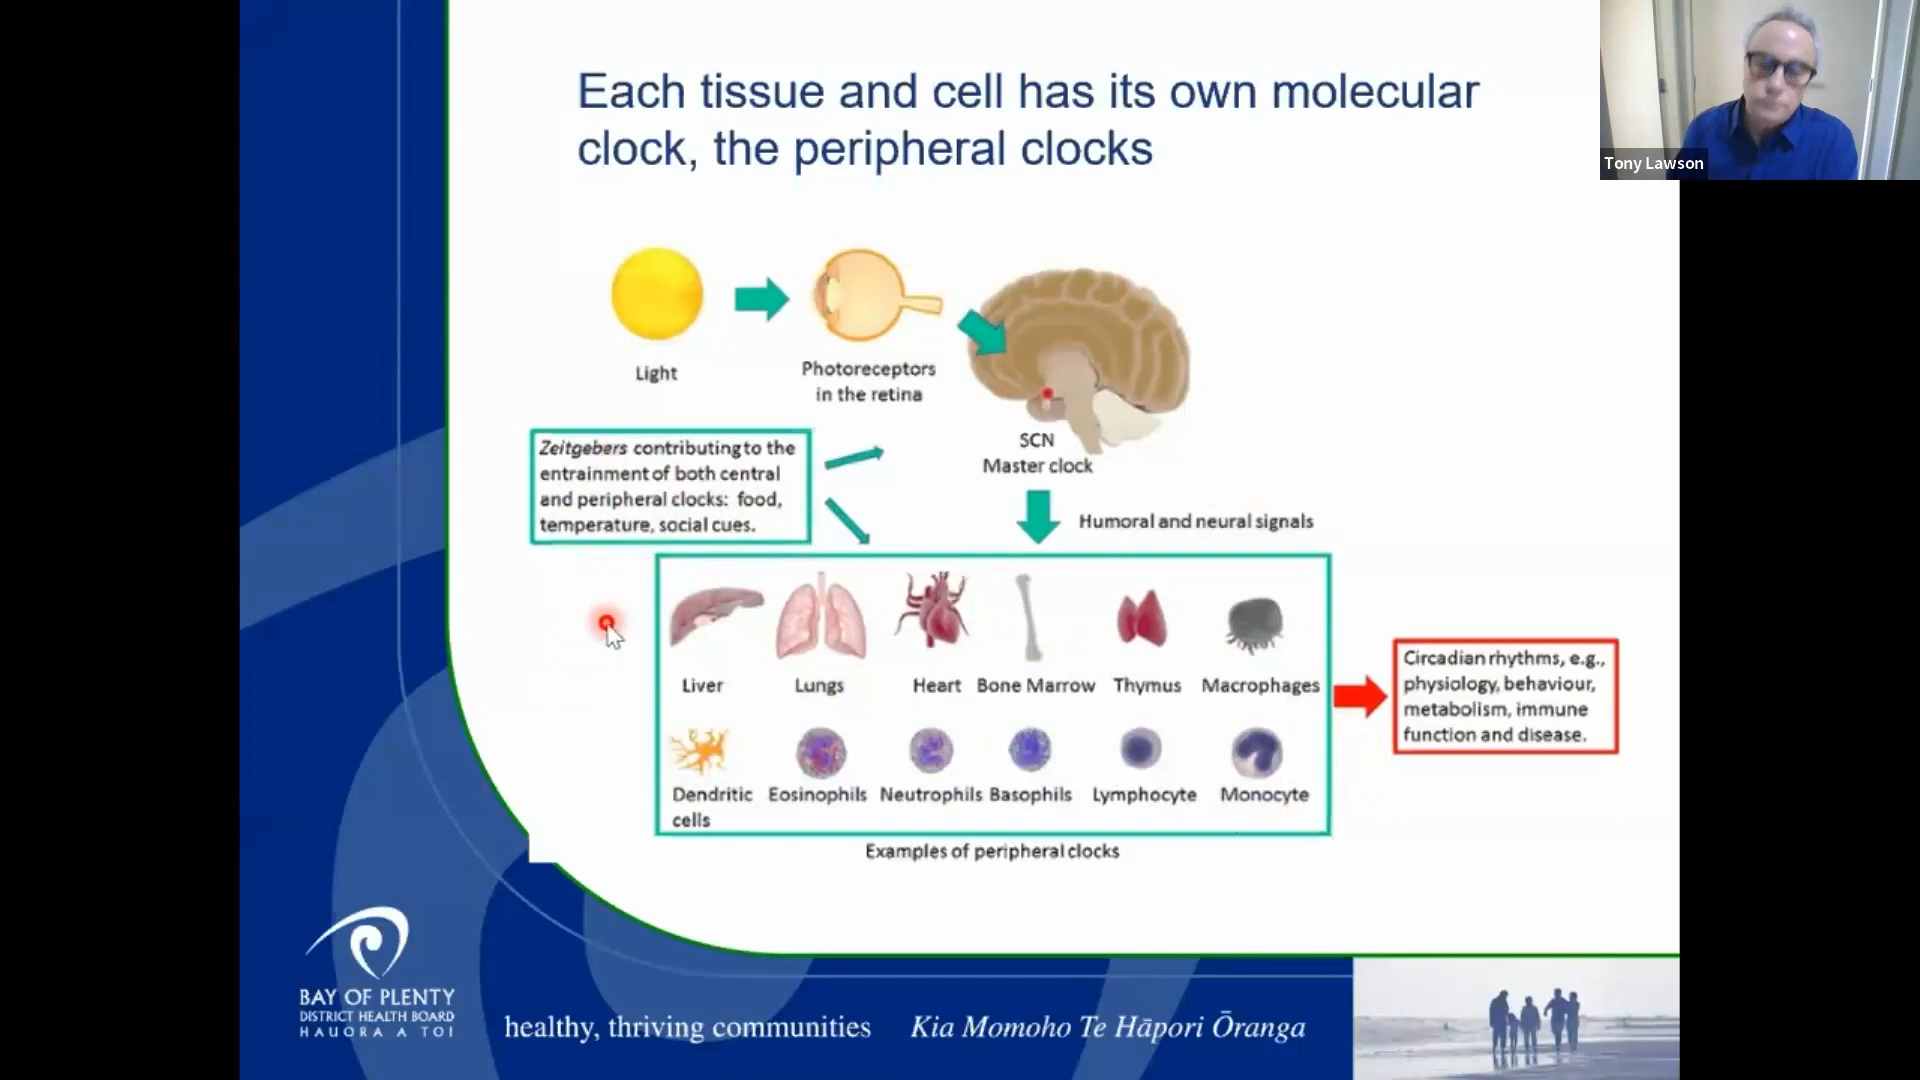 Each tissue and cell has its own molecular
clock, the peripheral clocks
Tony Lawson
Light
Photoreceptors
in the retina
SCN
Master clock
Zeitgebers contributing to the
entrainment of both central
and peripheral clocks: food,
temperature, social cues.
Humoral and neural signals
Liver
Lungs
Heart
Bone Marrow
Thymus
Macrophages
Dendritic
cells
Eosinophils
Neutrophils
Basophils
Lymphocyte
Monocyte
Examples of peripheral clocks
Circadian rhythms, e.g.,
physiology, behaviour,
metabolism, immune
function and disease.
BAY OF PLENTY
DISTRICT HEALTH BOARD
HAUORA A TOI
healthy, thriving communities
Kia Momoho Te Hāpori Ōranga